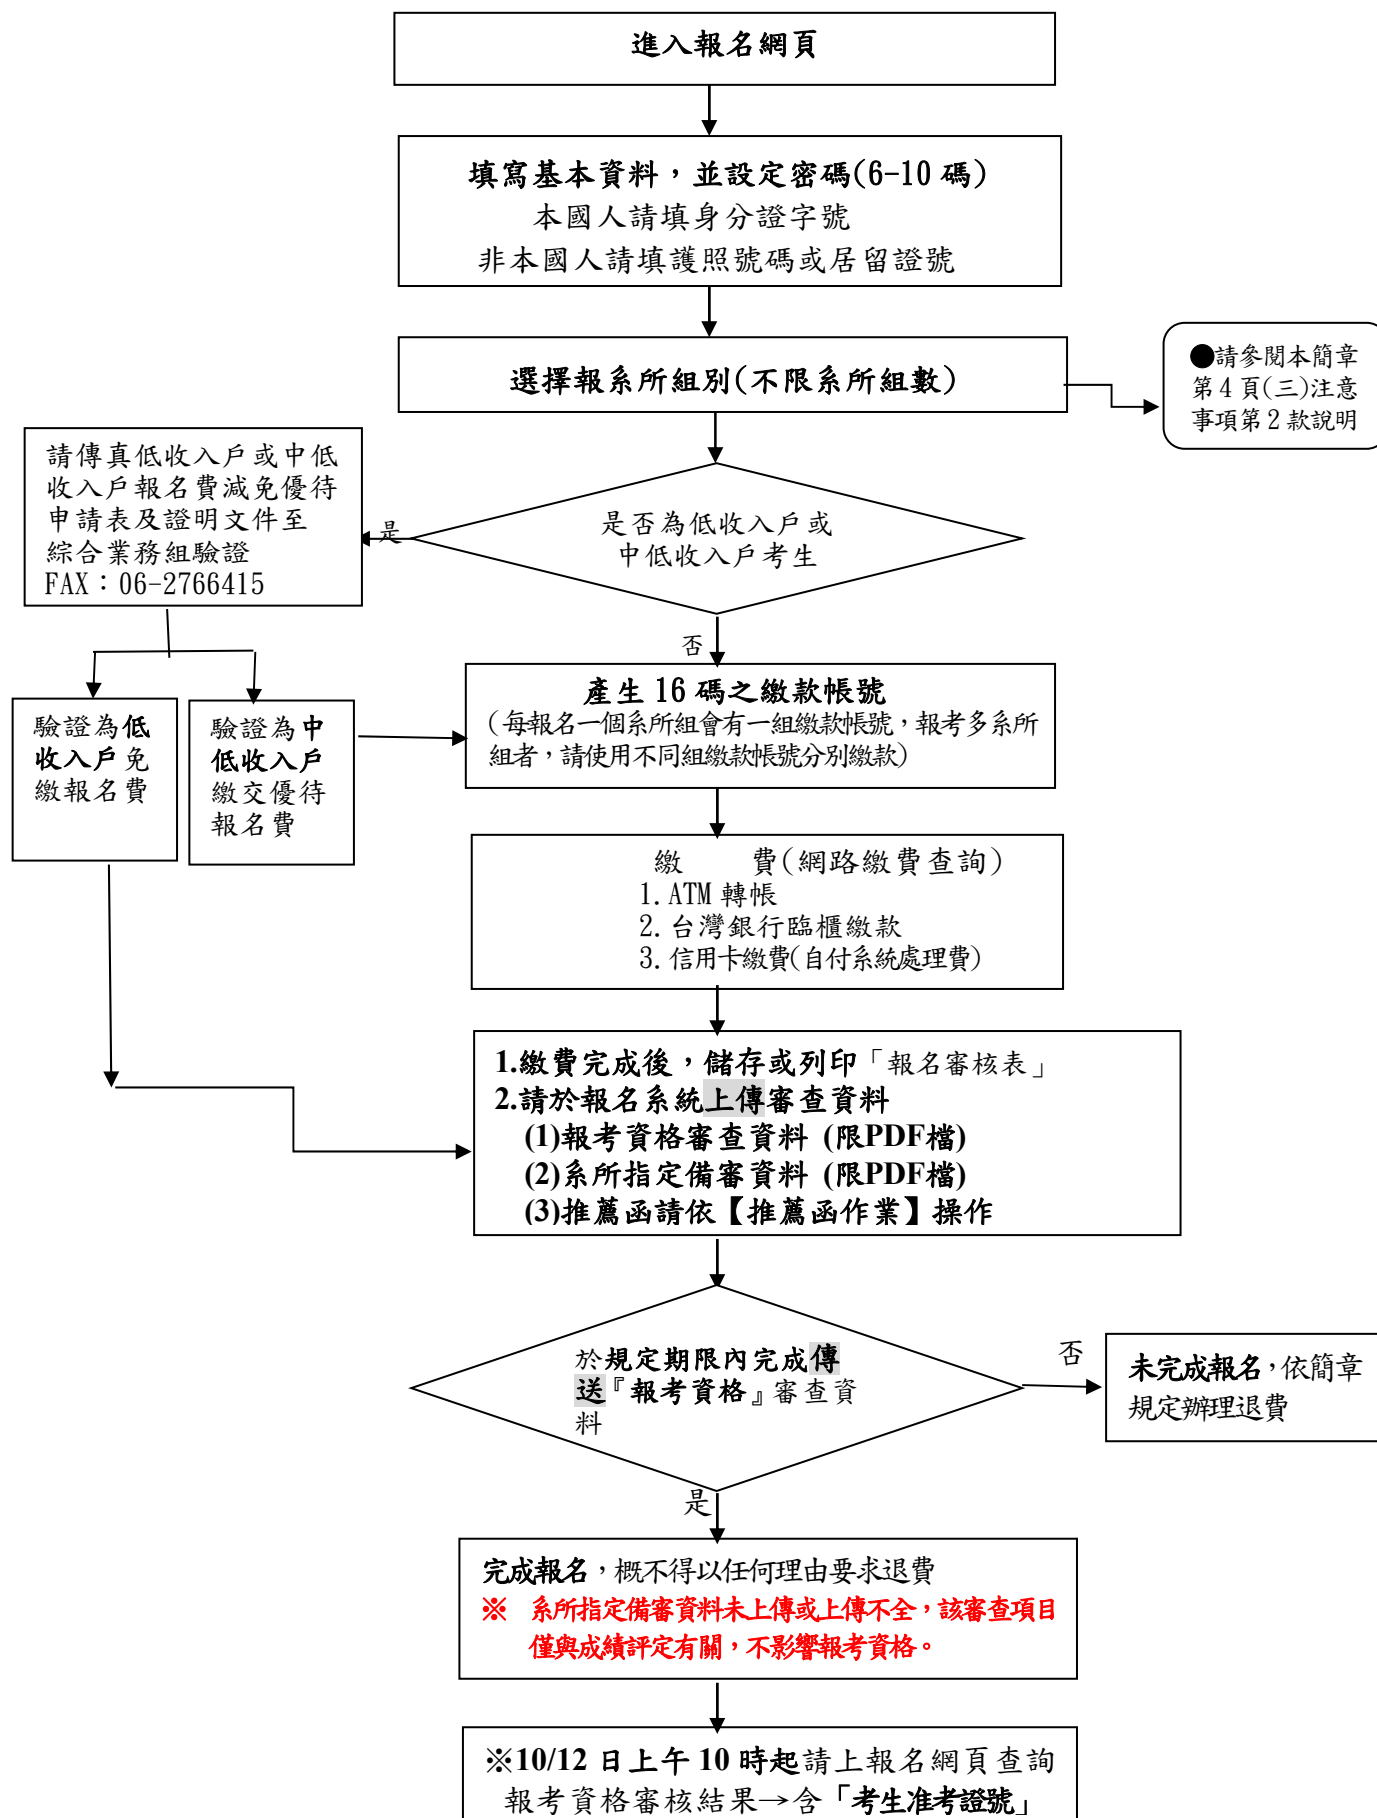 進入報名網頁
填寫基本資料，並設定密碼(6-10 碼)
本國人請填身分證字號
非本國人請填護照號碼或居留證號
選擇報系所組別(不限系所組數)
●請參閱本簡章
第 4 頁(三)注意
事項第 2 款說明
請傳真低收入戶或中低
收入戶報名費減免優待
申請表及證明文件至
綜合業務組驗證
FAX：06-2766415
是
是否為低收入戶或
中低收入戶考生
否
驗證為低
收入戶免
繳報名費
驗證為中
低收入戶
繳交優待
報名費
產生 16 碼之繳款帳號
(每報名一個系所組會有一組繳款帳號，報考多系所
組者，請使用不同組繳款帳號分別繳款)
繳　　費(網路繳費查詢)
1. ATM 轉帳
2. 台灣銀行臨櫃繳款
3. 信用卡繳費(自付系統處理費)
1.繳費完成後，儲存或列印「報名審核表」
2.請於報名系統上傳審查資料
(1)報考資格審查資料 (限PDF檔)
(2)系所指定備審資料 (限PDF檔)
(3)推薦函請依【推薦函作業】操作
於規定期限內完成傳
送『報考資格』審查資
料
否
未完成報名，依簡章
規定辦理退費
是
完成報名，概不得以任何理由要求退費
※ 系所指定備審資料未上傳或上傳不全，該審查項目
僅與成績評定有關，不影響報考資格。
※10/12 日上午 10 時起請上報名網頁查詢
報考資格審核結果→含「考生准考證號」